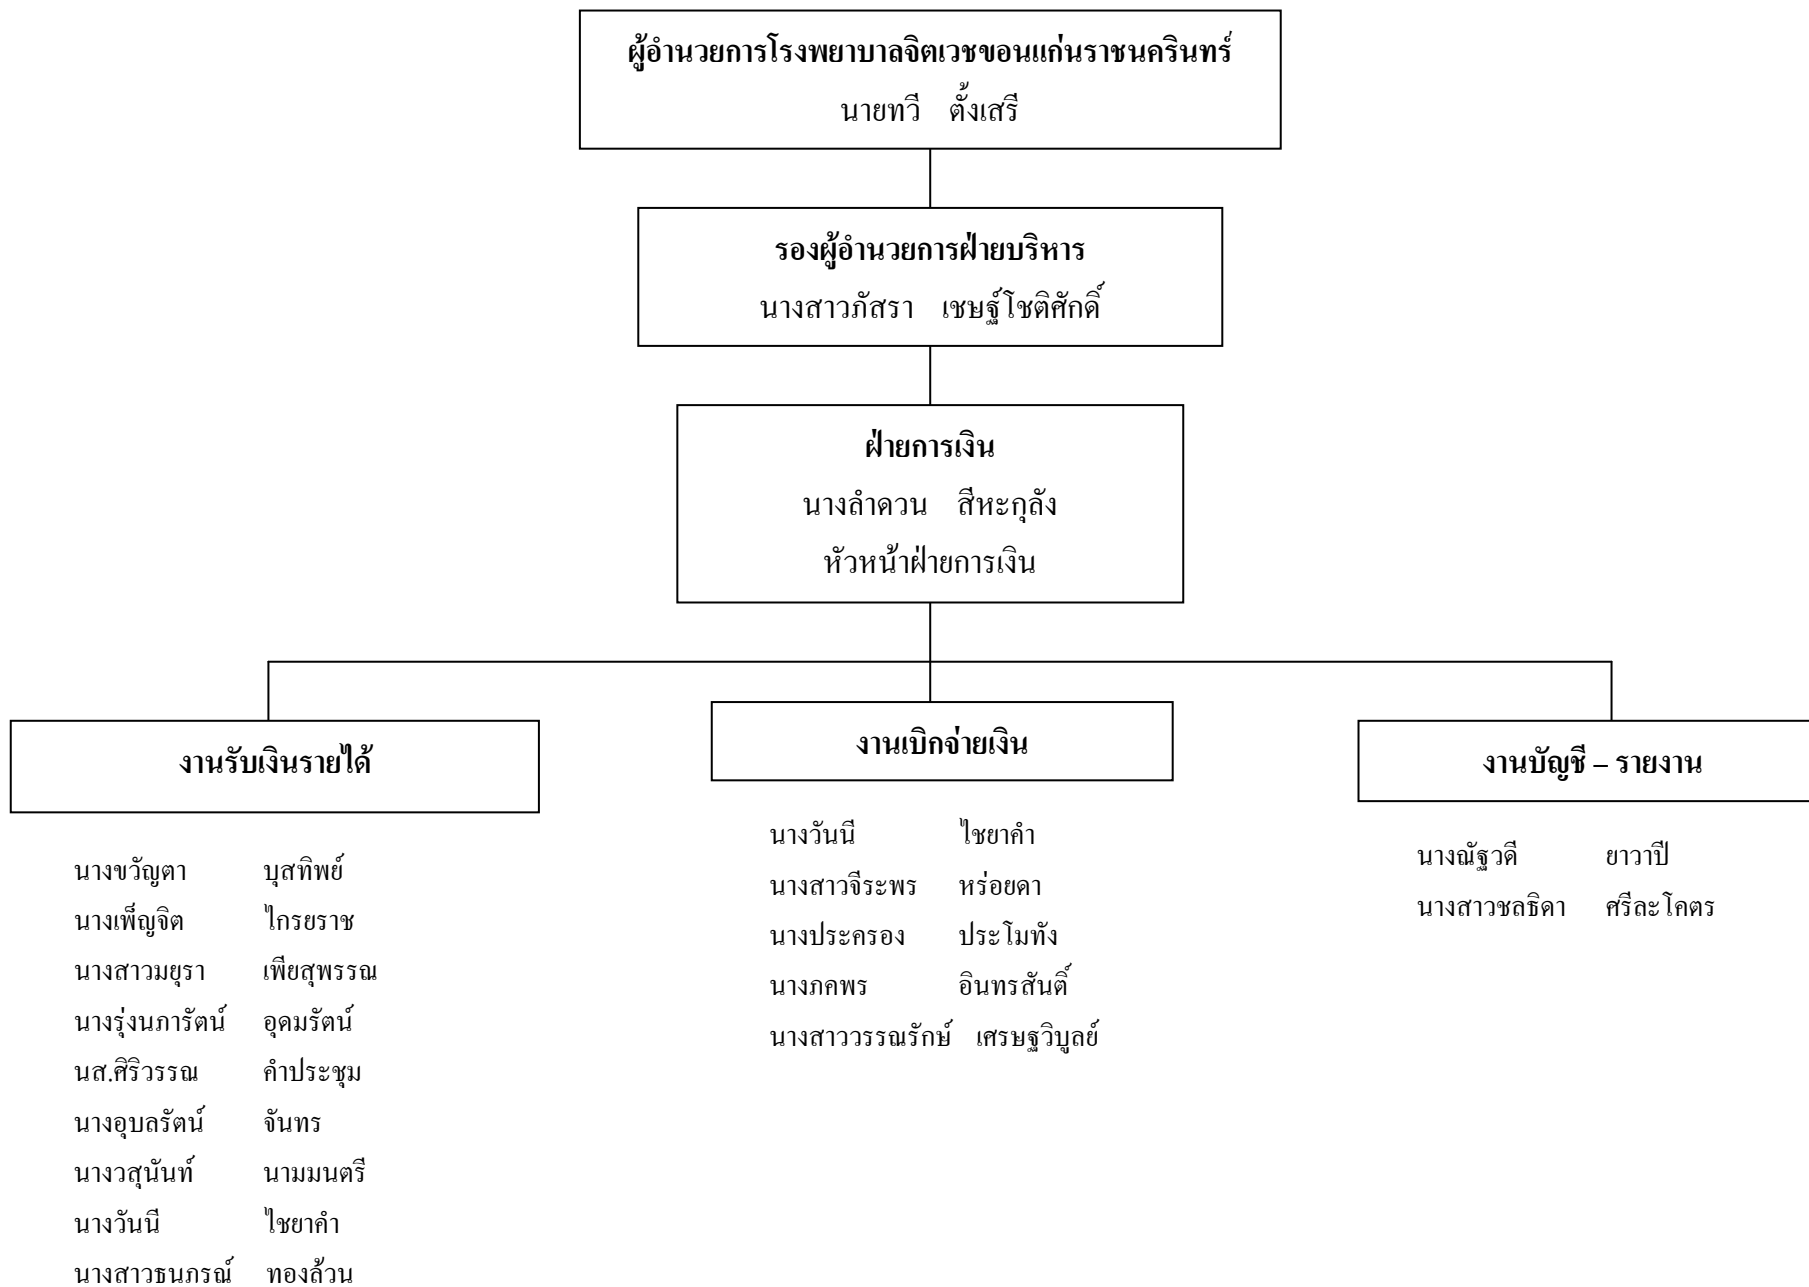 ผู้อำนวยการโรงพยาบาลจิตเวชขอนแก่นราชนครินทร์
นายทวี ตั้งเสรี
รองผู้อำนวยการฝ่ายบริหาร
นางสาวภัสรา เชษฐ์โชติศักดิ์
ฝ่ายการเงิน
นางลำดวน สีหะกุลัง
หัวหน้าฝ่ายการเงิน
งานรับเงินรายได้
นางขวัญตา บุสทิพย์
นางเพ็ญจิต ไกรยราช
นางสาวมยุรา เพียสุพรรณ
นางรุ่งนภารัตน์ อุดมรัตน์
นส.ศิริวรรณ คำประชุม
นางอุบลรัตน์ จันทร
นางวสุนันท์ นามมนตรี
นางวันนี ไชยาคำ
นางสาวธนภรณ์ ทองล้วน
งานเบิกจ่ายเงิน
นางวันนี ไชยาคำ
นางสาวจีระพร หร่อยดา
นางประครอง ประโมทัง
นางภคพร อินทรสันติ์
นางสาววรรณรักษ์ เศรษฐวิบูลย์
งานบัญชี – รายงาน
นางณัฐวดี ยาวาปี
นางสาวชลธิดา ศรีละโคตร